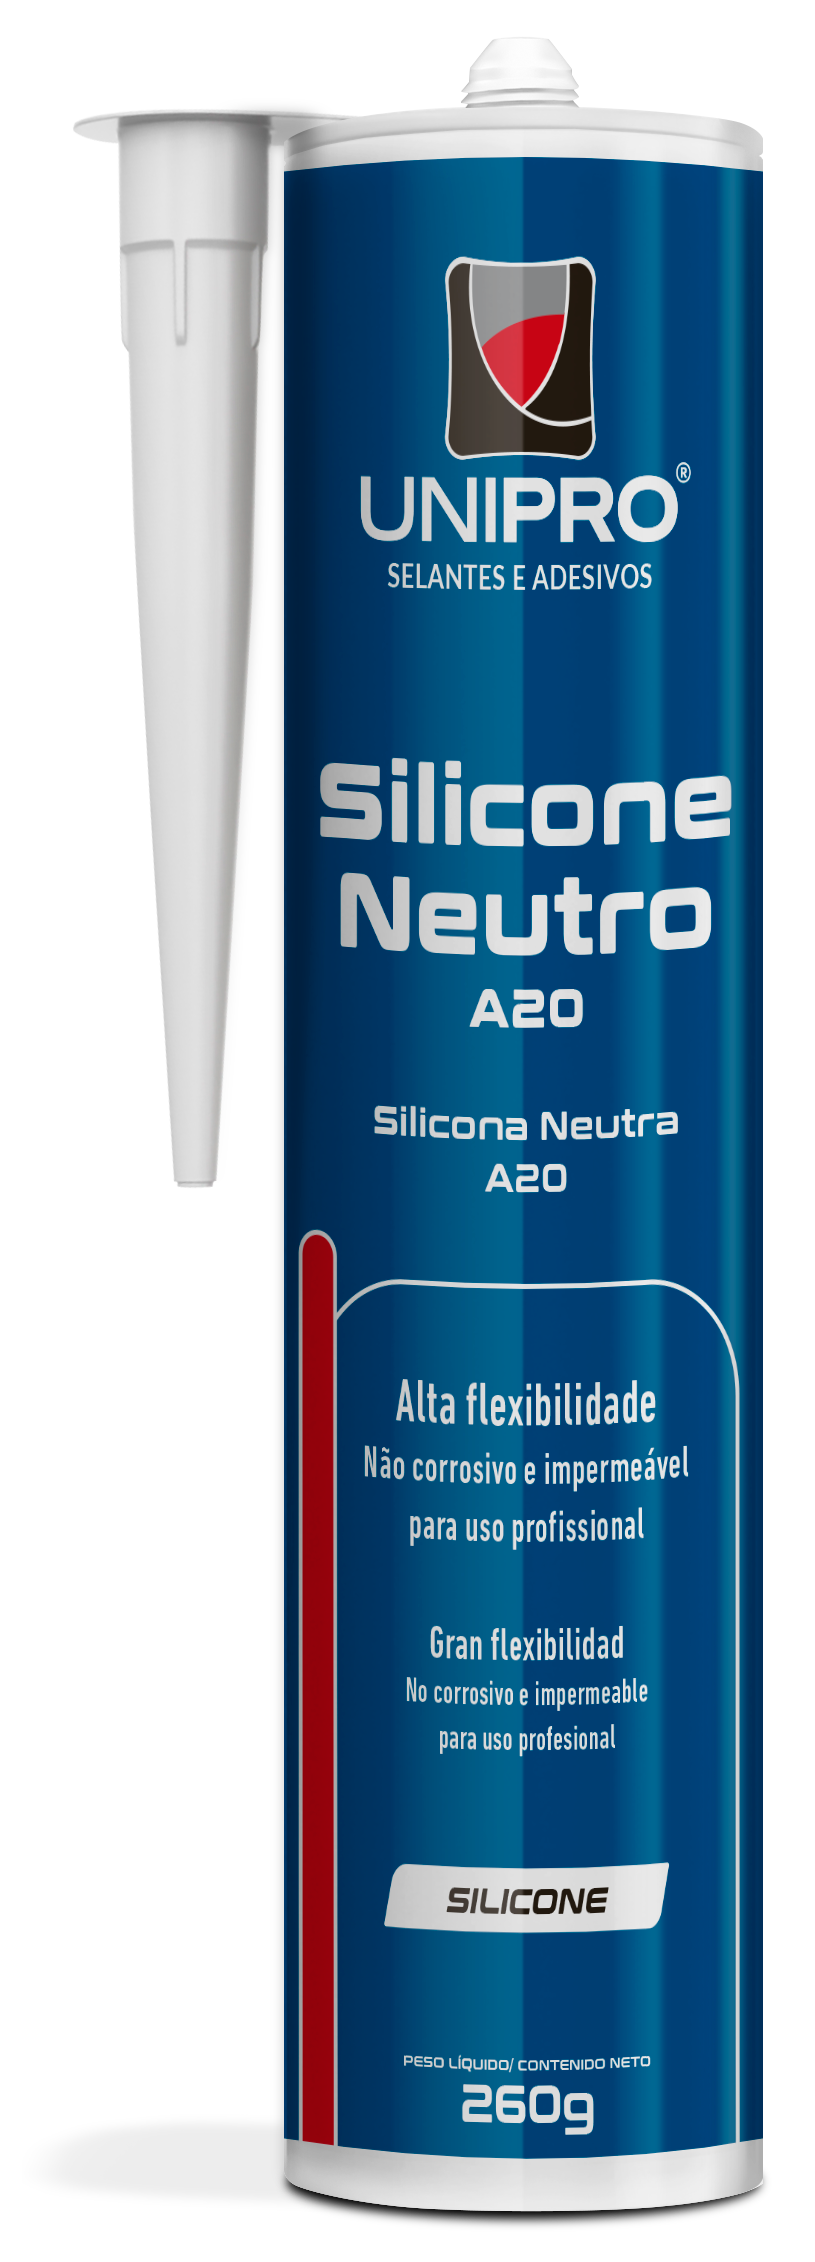 UNIPRO®
SELANTES E ADESIVOS
Silicone
Neutro
A20
Silicona Neutra
A20
Alta flexibilidade
Não corrosivo e impermeável
para uso profissional
Gran flexibilidad
No corrosivo e impermeable
para uso profesional
SILICONE
PESO LÍQUIDO/ CONTENIDO NETO
260g